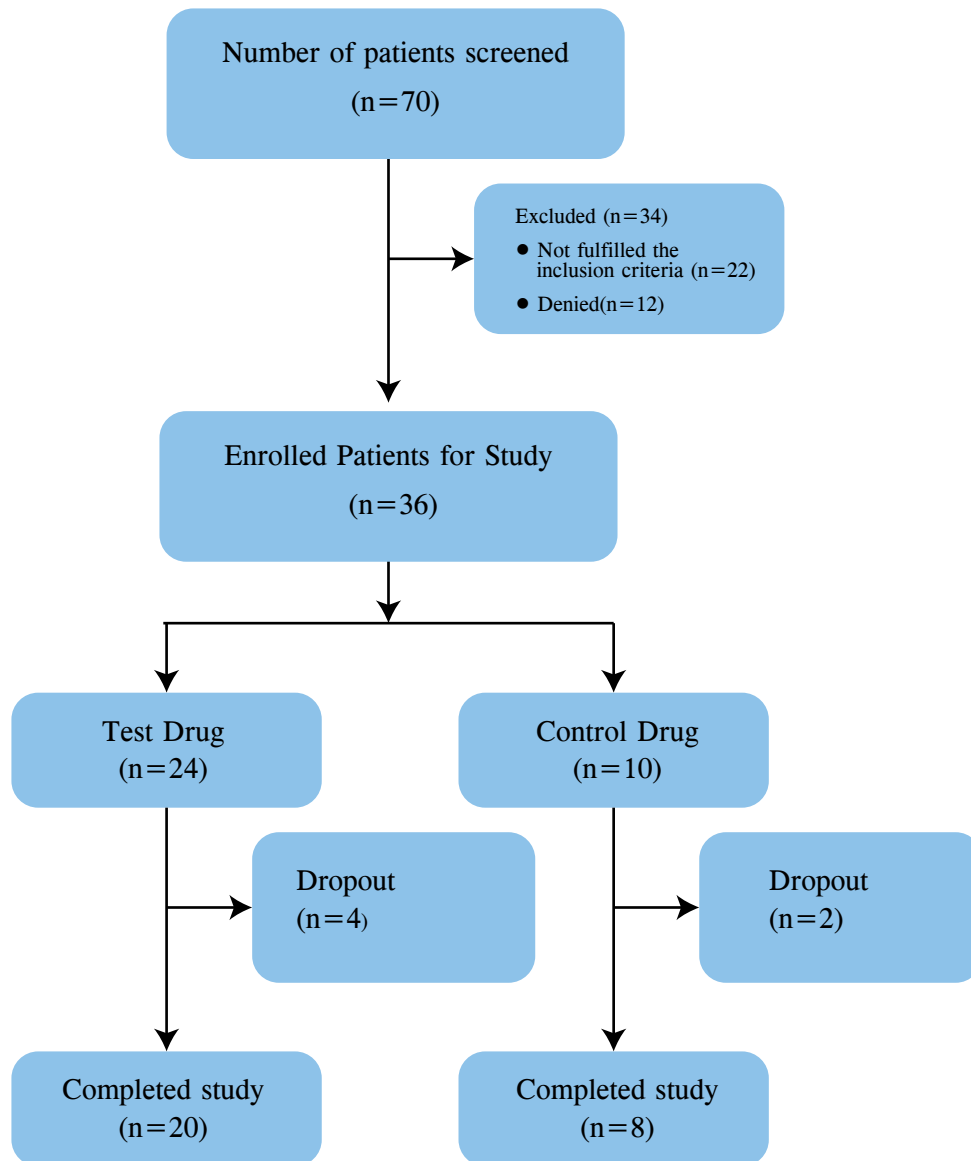 Number of patients screened
(n=70)
Excluded (n=34)
● Not fulfilled the
inclusion criteria (n=22)
● Denied(n=12)
Enrolled Patients for Study
(n=36)
Test Drug
(n=24)
Control Drug
(n=10)
Dropout
(n=4)
Dropout
(n=2)
Completed study
(n=20)
Completed study
(n=8)